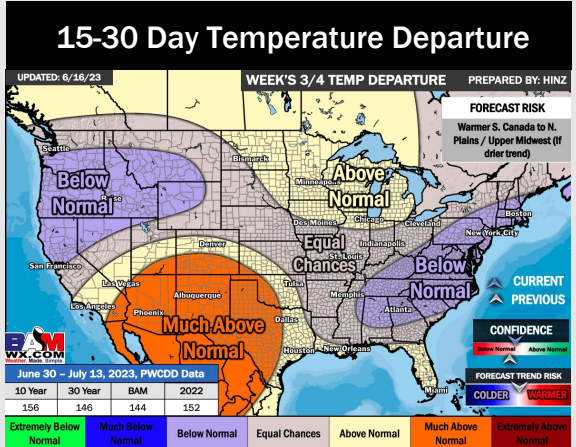 15-30 Day Temperature Departure
UPDATED: 6/16/23
WEEK'S 3/4 TEMP DEPARTURE
PREPARED BY: HINZ
FORECAST RISK
Warmer S. Canada to N.
Plains / Upper Midwest (if
drier trend)
Seattle
Bismarck
Minneapolis
Above
Normal
Below
Normal
Boise
Boston
New York City
Des Moines
Chicago
Cleveland
Equal
Chances
Indianapolis
St. Louis
Denver
San Francisco
Below
Normal
Las Vegas
Tulsa
Memphis
Atlanta
Los Angeles
Albuquerque
Phoenix
Much Above
Normal
Dallas
Houston
New Orleans
Miami
CURRENT
PREVIOUS
CONFIDENCE
Below Normal
Above Normal
FORECAST TREND RISK
COLDER
WARMER
BAM
WX.COM
Weather. Made. Simple.
June 30 – July 13, 2023, PWCDD Data
10 Year 30 Year BAM 2022
156 146 144 152
Extremely Below
Normal
Much Below
Normal
Below Normal
Equal Chances
Above Normal
Much Above
Normal
Extremely Above
Normal